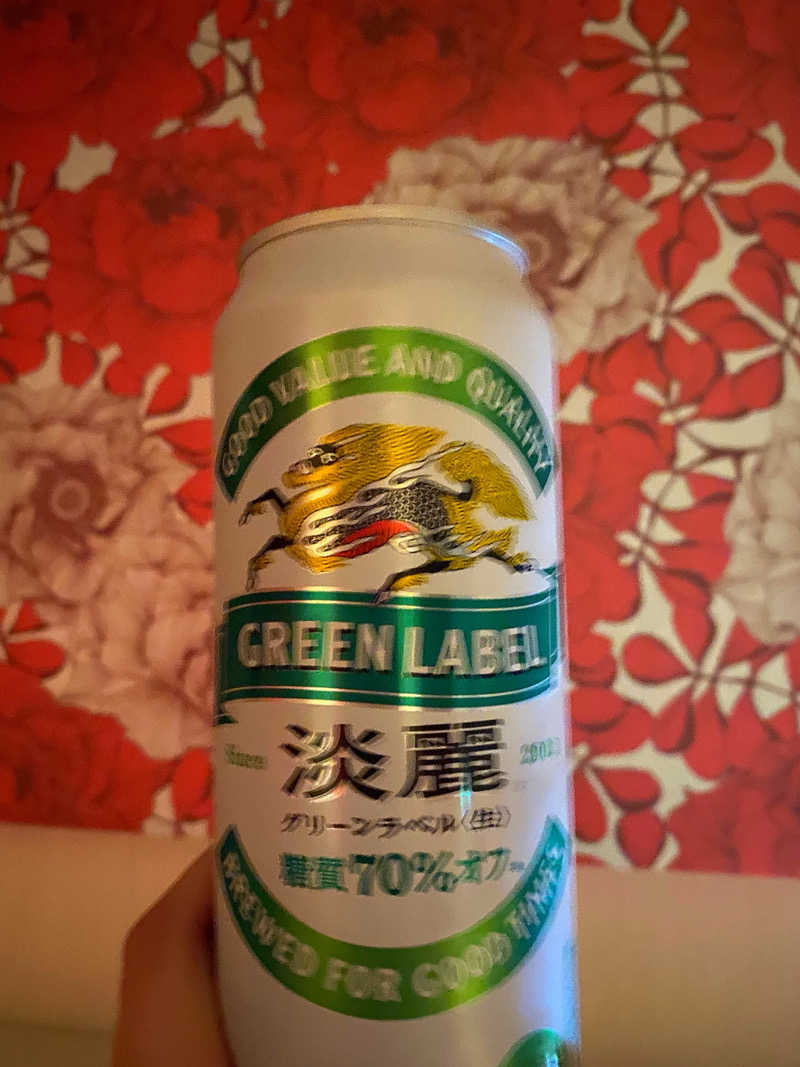 GOOD VALUE AND QUALITY
GREEN LABEL
Since 2002
淡麗
グリーンラベル〈生〉
糖質70%オフ
BREWED FOR GOOD TIMES